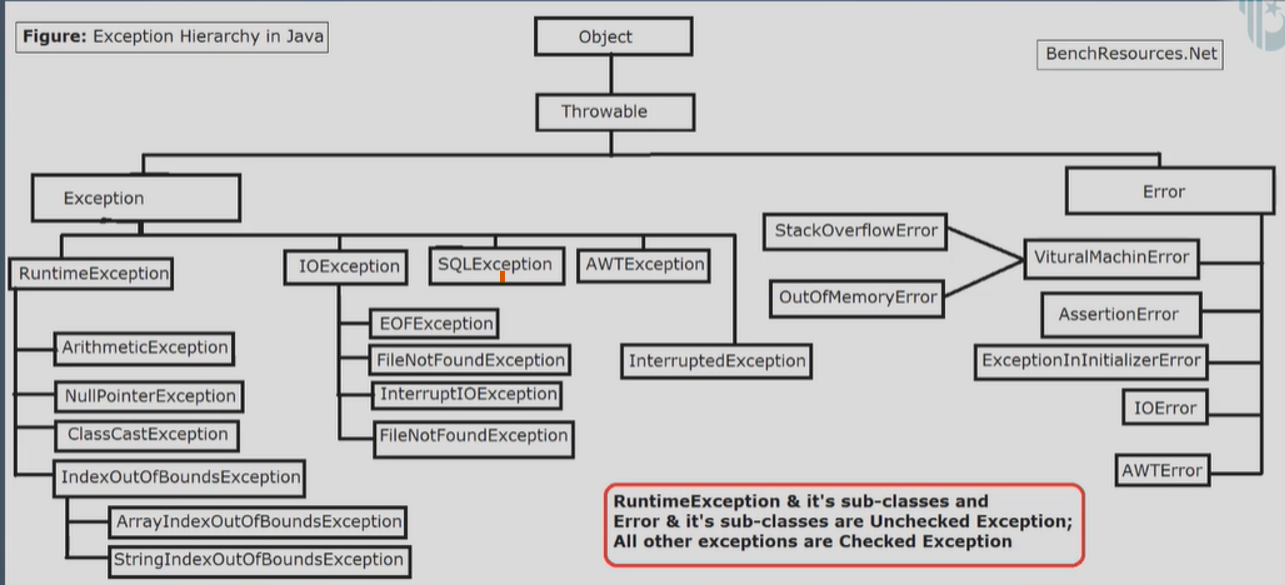 Figure: Exception Hierarchy in Java
Object
BenchResources.Net
Throwable
Exception
Error
StackOverflowError
VituralMachinError
OutOfMemoryError
RuntimeException
IOException
SQLException
AWTException
AssertionError
EOFException
FileNotFoundException
InterruptIOException
FileNotFoundException
InterruptedException
ExceptionInInitializerError
IOError
AWTError
ArithmeticException
NullPointerException
ClassCastException
IndexOutOfBoundsException
ArrayIndexOutOfBoundsException
StringIndexOutOfBoundsException
RuntimeException & it's sub-classes and
Error & it's sub-classes are Unchecked Exception;
All other exceptions are Checked Exception